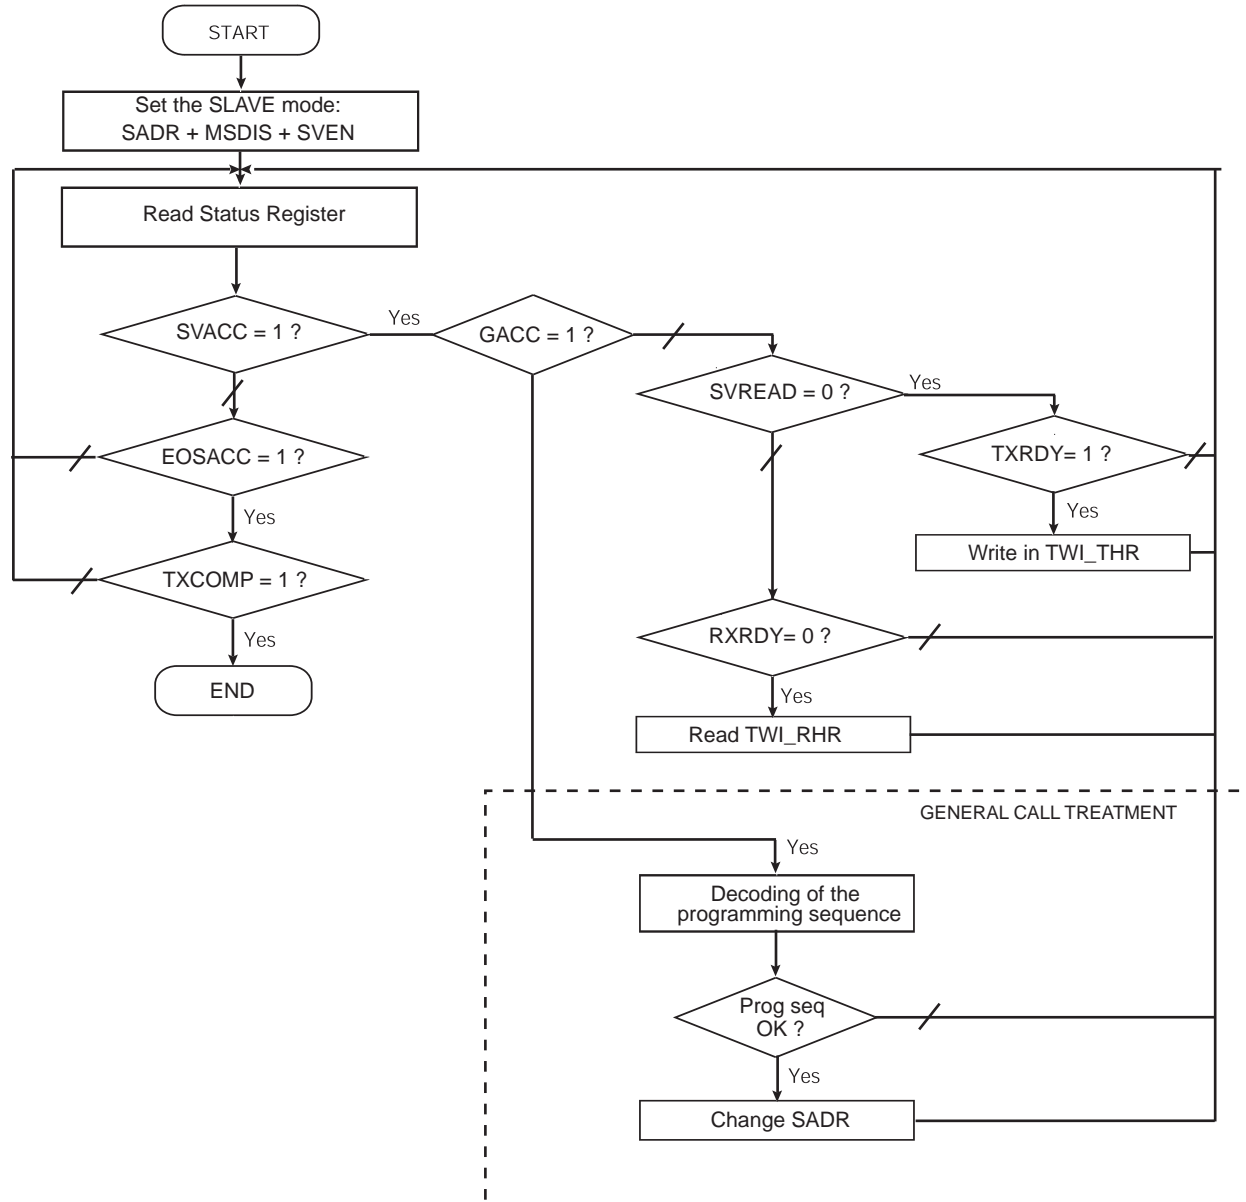 START
Set the SLAVE mode:
SADR + MSDIS + SVEN
Read Status Register
SVACC = 1 ?
Yes
GACC = 1 ?
SVREAD = 0 ?
Yes
EOSACC = 1 ?
TXRDY= 1 ?
Yes
Yes
Write in TWI_THR
TXCOMP = 1 ?
Yes
RXRDY= 0 ?
END
Yes
Read TWI_RHR
GENERAL CALL TREATMENT
Yes
Decoding of the
programming sequence
Prog seq
OK ?
Yes
Change SADR